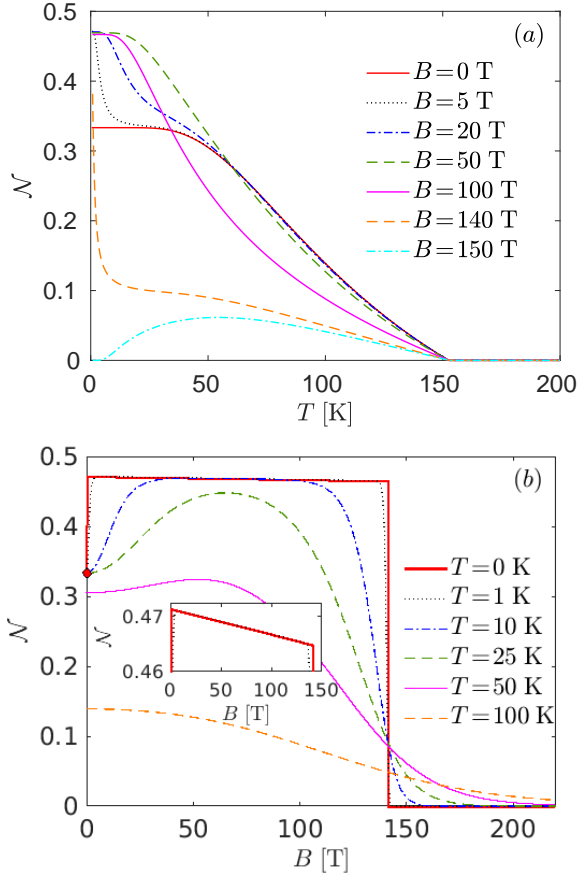 0.5
(a)
B=0 T
B=5 T
B=20 T
B=50 T
B=100 T
B=140 T
B=150 T
0.4
0.3
0.2
0.1
0
𝒩
0
50
100
150
200
T [K]
0.5
(b)
T=0 K
T=1 K
T=10 K
T=25 K
T=50 K
T=100 K
0.4
0.3
0.2
0.1
0
𝒩
0.47
0.46
𝒩
0
50
100
140
B [T]
0
50
100
150
200
B [T]